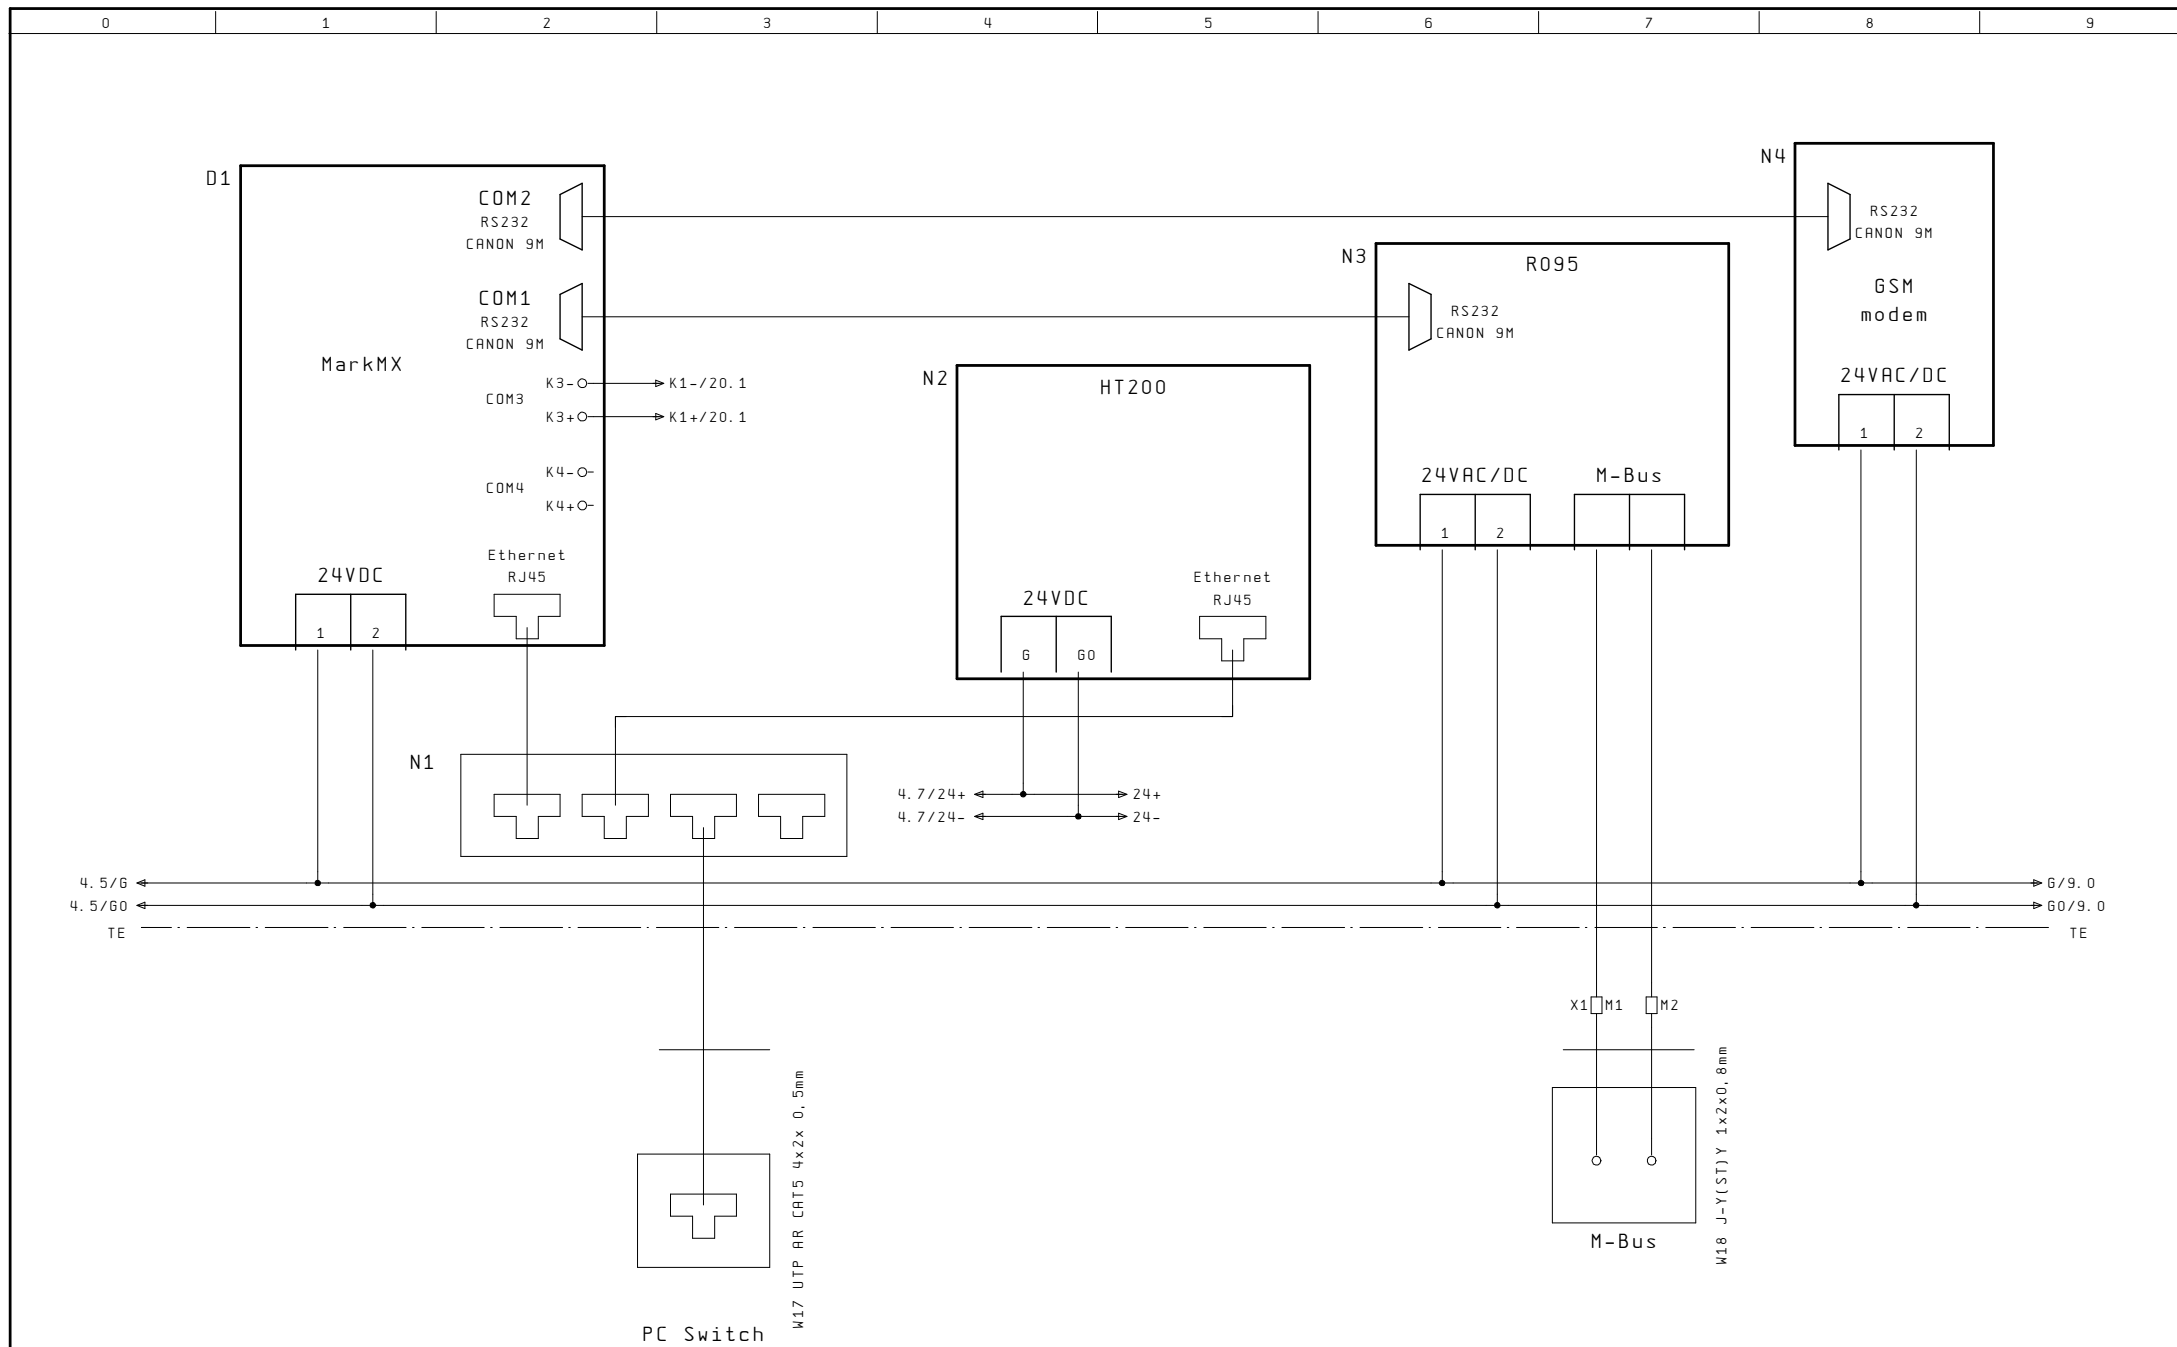 0 1 2 3 4 5 6 7 8 9
D1
COM2
RS232
CANON 9M
COM1
RS232
CANON 9M
MarkMX
K3-
COM3
K3+
K1-/20.1
K1+/20.1
K4-
COM4
K4+
Ethernet
RJ45
24VDC
1 2
N2
HT200
Ethernet
RJ45
24VDC
G G0
N3
R095
RS232
CANON 9M
24VAC/DC
M-Bus
1 2
N4
RS232
CANON 9M
GSM
modem
24VAC/DC
1 2
N1
4.7/24+
4.7/24-
24+
24-
4.5/G
4.5/G0
TE
G/9.0
G0/9.0
TE
X1 M1 M2
W17 UTP AR CAT5 4x2x 0,5mm
PC Switch
W18 J-Y(ST)Y 1x2x0,8mm
M-Bus